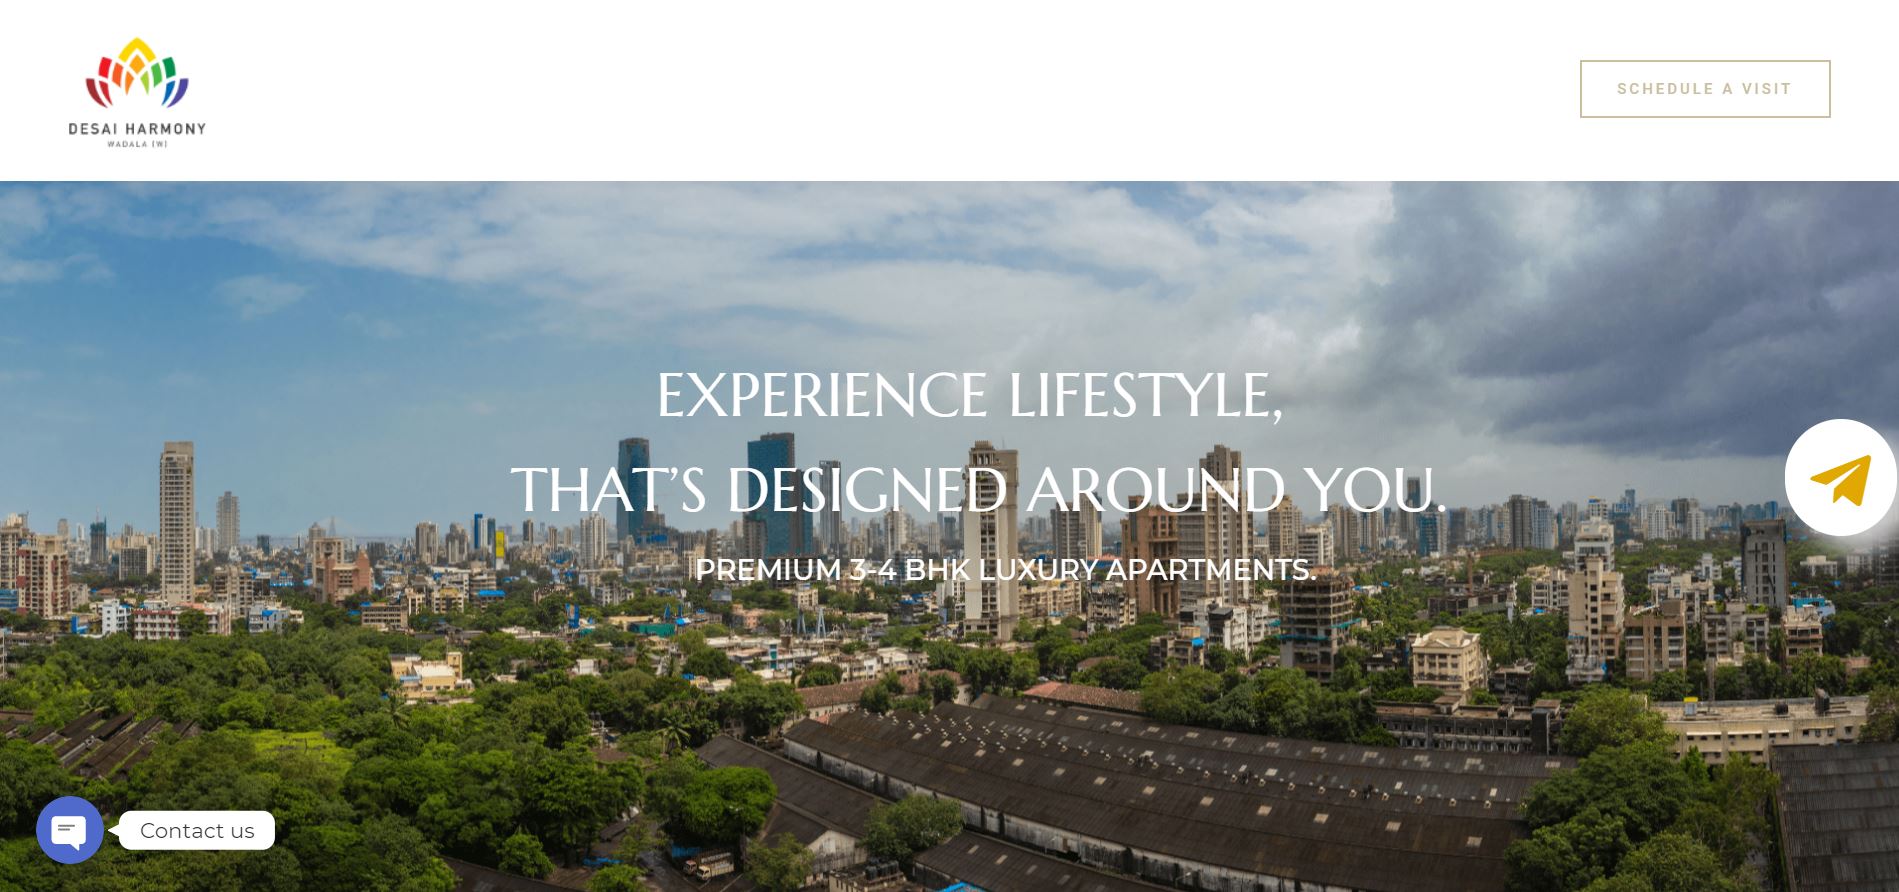 DESAI HARMONY
WADALA (W)
SCHEDULE A VISIT
EXPERIENCE LIFESTYLE,
THAT’S DESIGNED AROUND YOU.
PREMIUM 3-4 BHK LUXURY APARTMENTS.
Contact us